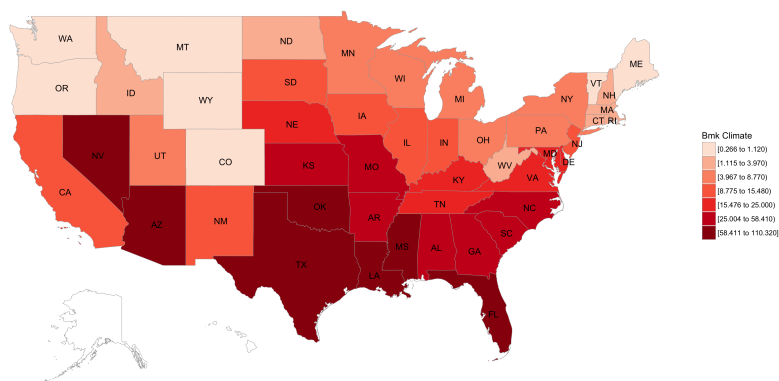 WA
MT
ND
MN
ME
VT
NH
OR
ID
SD
WI
MI
NY
MA
CT RI
WY
IA
PA
NE
NJ
NV
UT
CO
IL
IN
OH
MD
DE
WV
KS
MO
KY
VA
CA
TN
NC
OK
AR
AZ
NM
SC
MS
AL
GA
TX
LA
FL
Bmk Climate
[0.266 to 1.120]
[1.115 to 3.970]
[3.967 to 8.770]
[8.775 to 15.480]
[15.476 to 25.000]
[25.004 to 58.410]
[58.411 to 110.320]